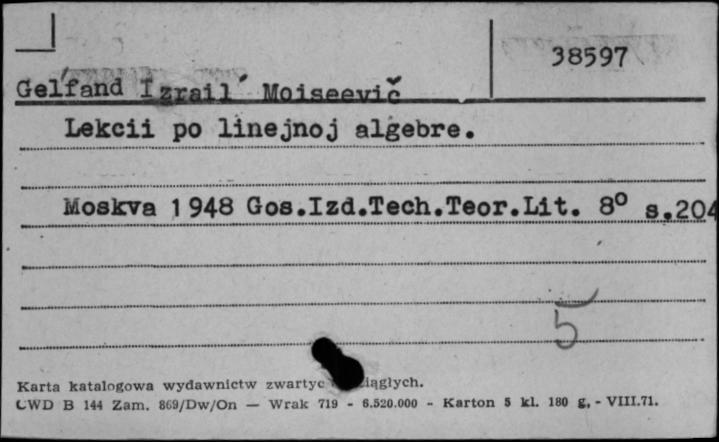 38597
Gelfand Izrail' Moiseevič
Lekcii po linejnoj algebre.
Moskva 1948 Gos.Izd.Tech.Teor.Lit. 8° s.204
5
Karta katalogowa wydawnictw iągłych.
CWD B 144 Zam. 869/Dw/On — Wrak 719 - 6.520.000 - Karton 5 kl. 180 g, - VIII.71.